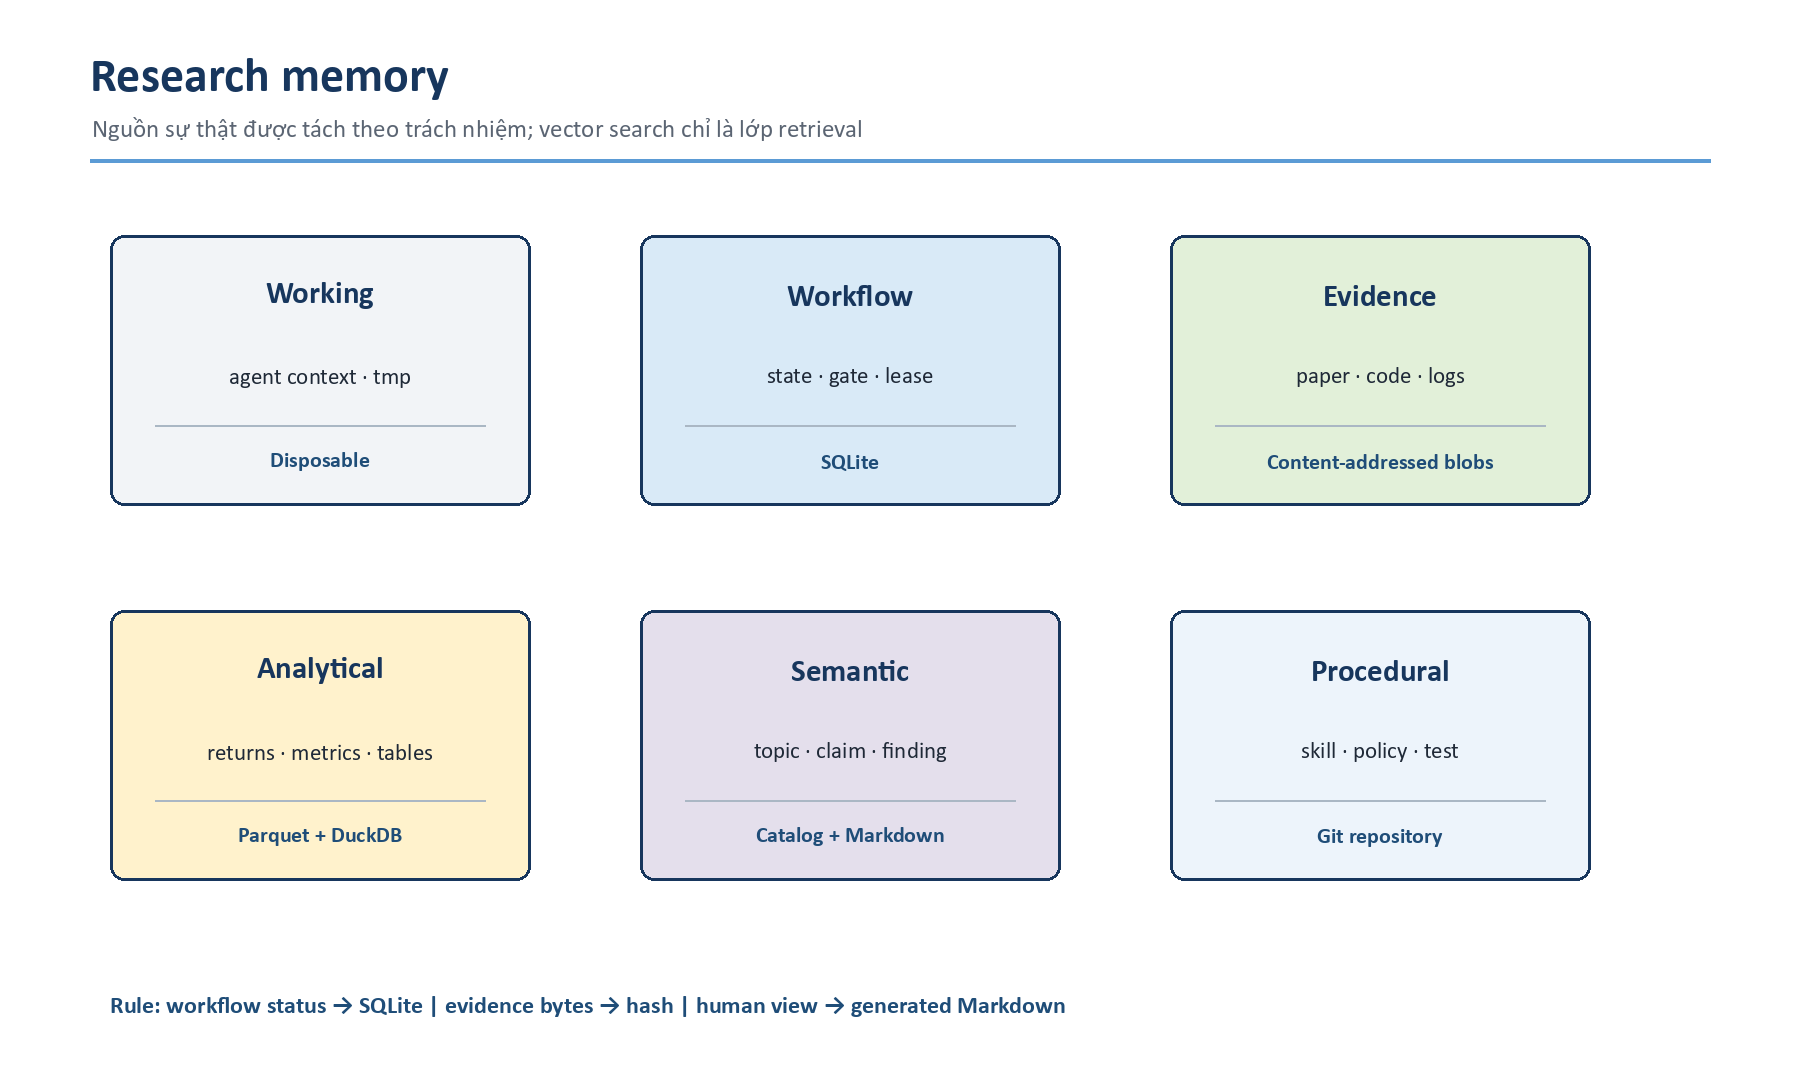 Research memory
Nguồn sự thật được tách theo trách nhiệm; vector search chỉ là lớp retrieval
Working
agent context · tmp
Disposable
Workflow
state · gate · lease
SQLite
Evidence
paper · code · logs
Content-addressed blobs
Analytical
returns · metrics · tables
Parquet + DuckDB
Semantic
topic · claim · finding
Catalog + Markdown
Procedural
skill · policy · test
Git repository
Rule: workflow status → SQLite | evidence bytes → hash | human view → generated Markdown